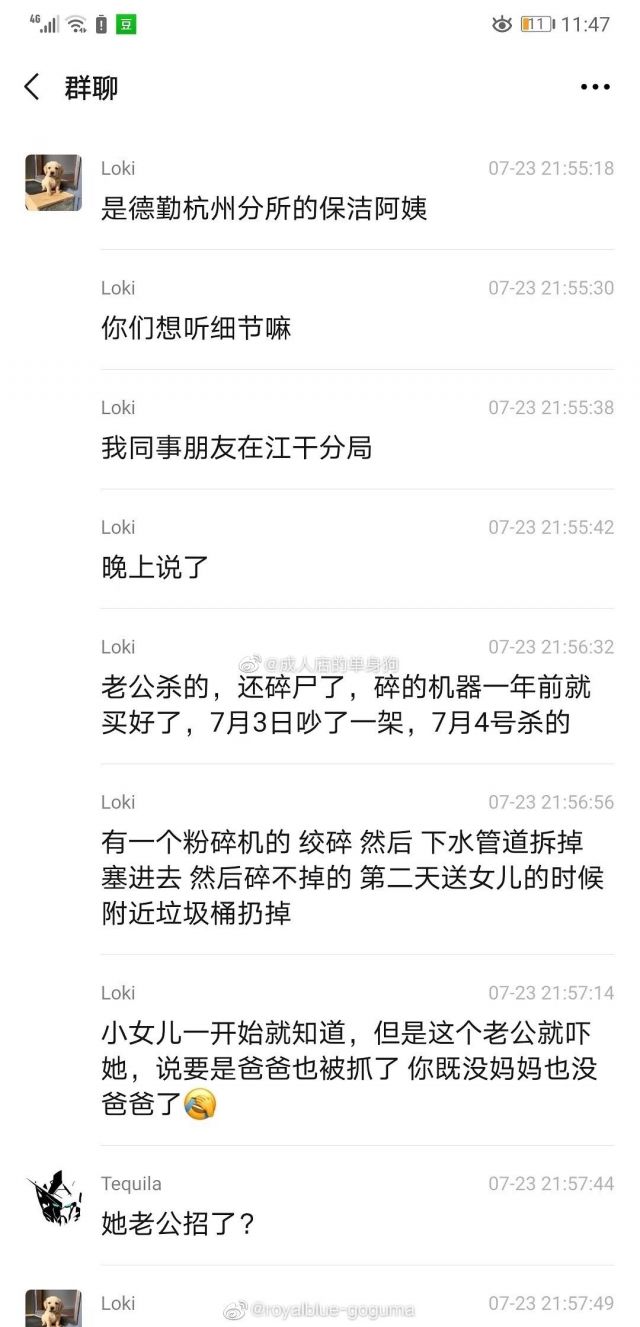 4G
豆
11
11:47
群聊
Loki
07-23 21:55:18
是德勤杭州分所的保洁阿姨
Loki
07-23 21:55:30
你们想听细节嘛
Loki
07-23 21:55:38
我同事朋友在江干分局
Loki
07-23 21:55:42
晚上说了
Loki
07-23 21:56:32
@成人店的单身狗
老公杀的，还碎尸了，碎的机器一年前就
买好了，7月3日吵了一架，7月4号杀的
Loki
07-23 21:56:56
有一个粉碎机的 绞碎 然后 下水管道拆掉
塞进去 然后碎不掉的 第二天送女儿的时候
附近垃圾桶扔掉
Loki
07-23 21:57:14
小女儿一开始就知道，但是这个老公就吓
她，说要是爸爸也被抓了 你既没妈妈也没
爸爸了🤦
Tequila
07-23 21:57:44
她老公招了？
Loki
07-23 21:57:49
@royalblue-goguma